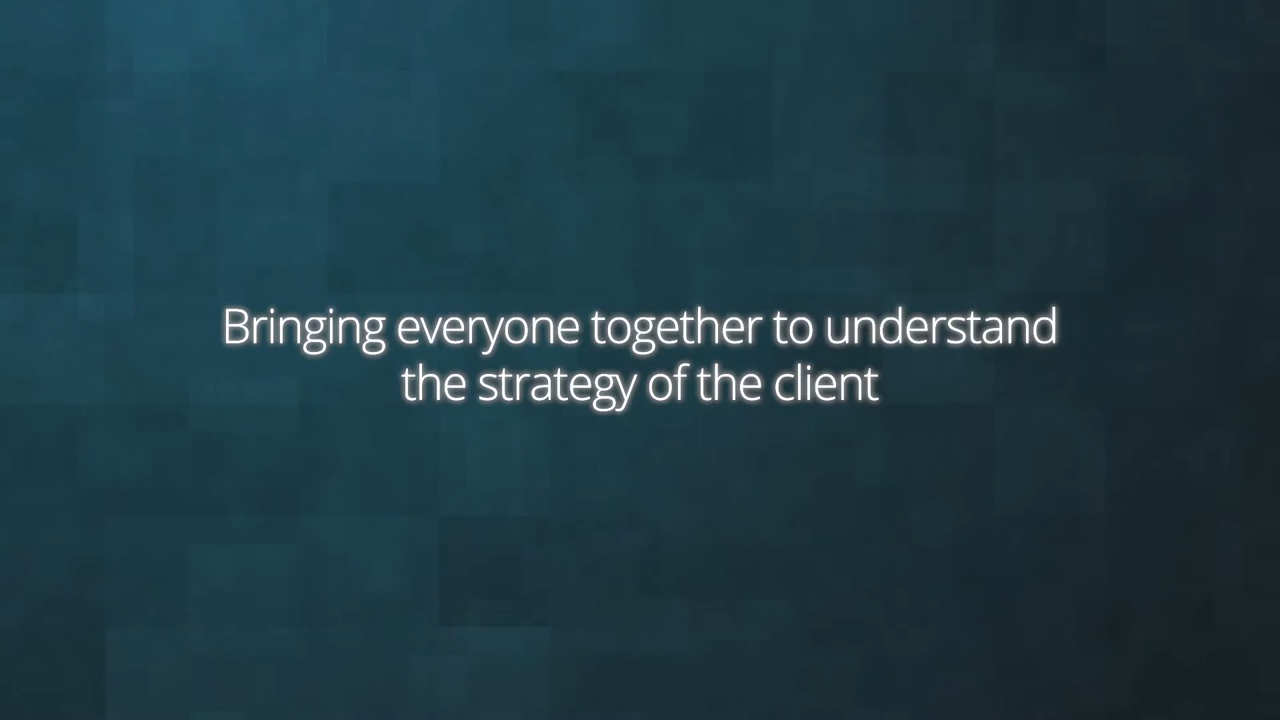 Bringing everyone together to understand
the strategy of the client